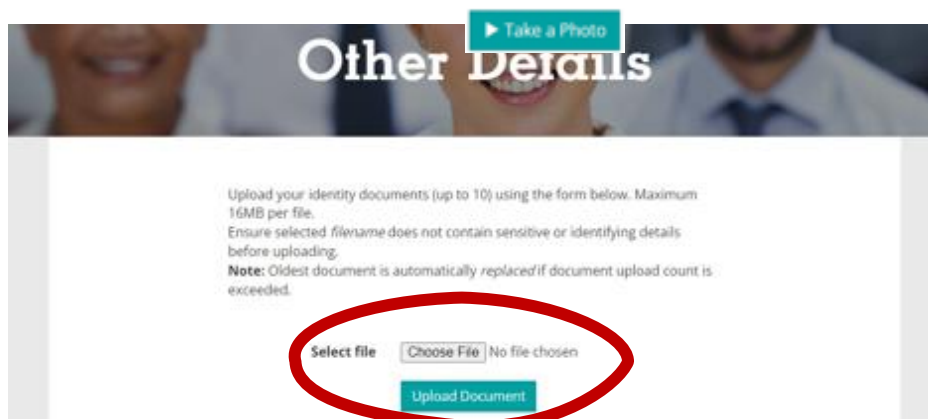 ▶ Take a Photo
Other Details
Upload your identity documents (up to 10) using the form below. Maximum
16MB per file.
Ensure selected filename does not contain sensitive or identifying details
before uploading.
Note: Oldest document is automatically replaced if document upload count is
exceeded.
Select file Choose File No file chosen
Upload Document